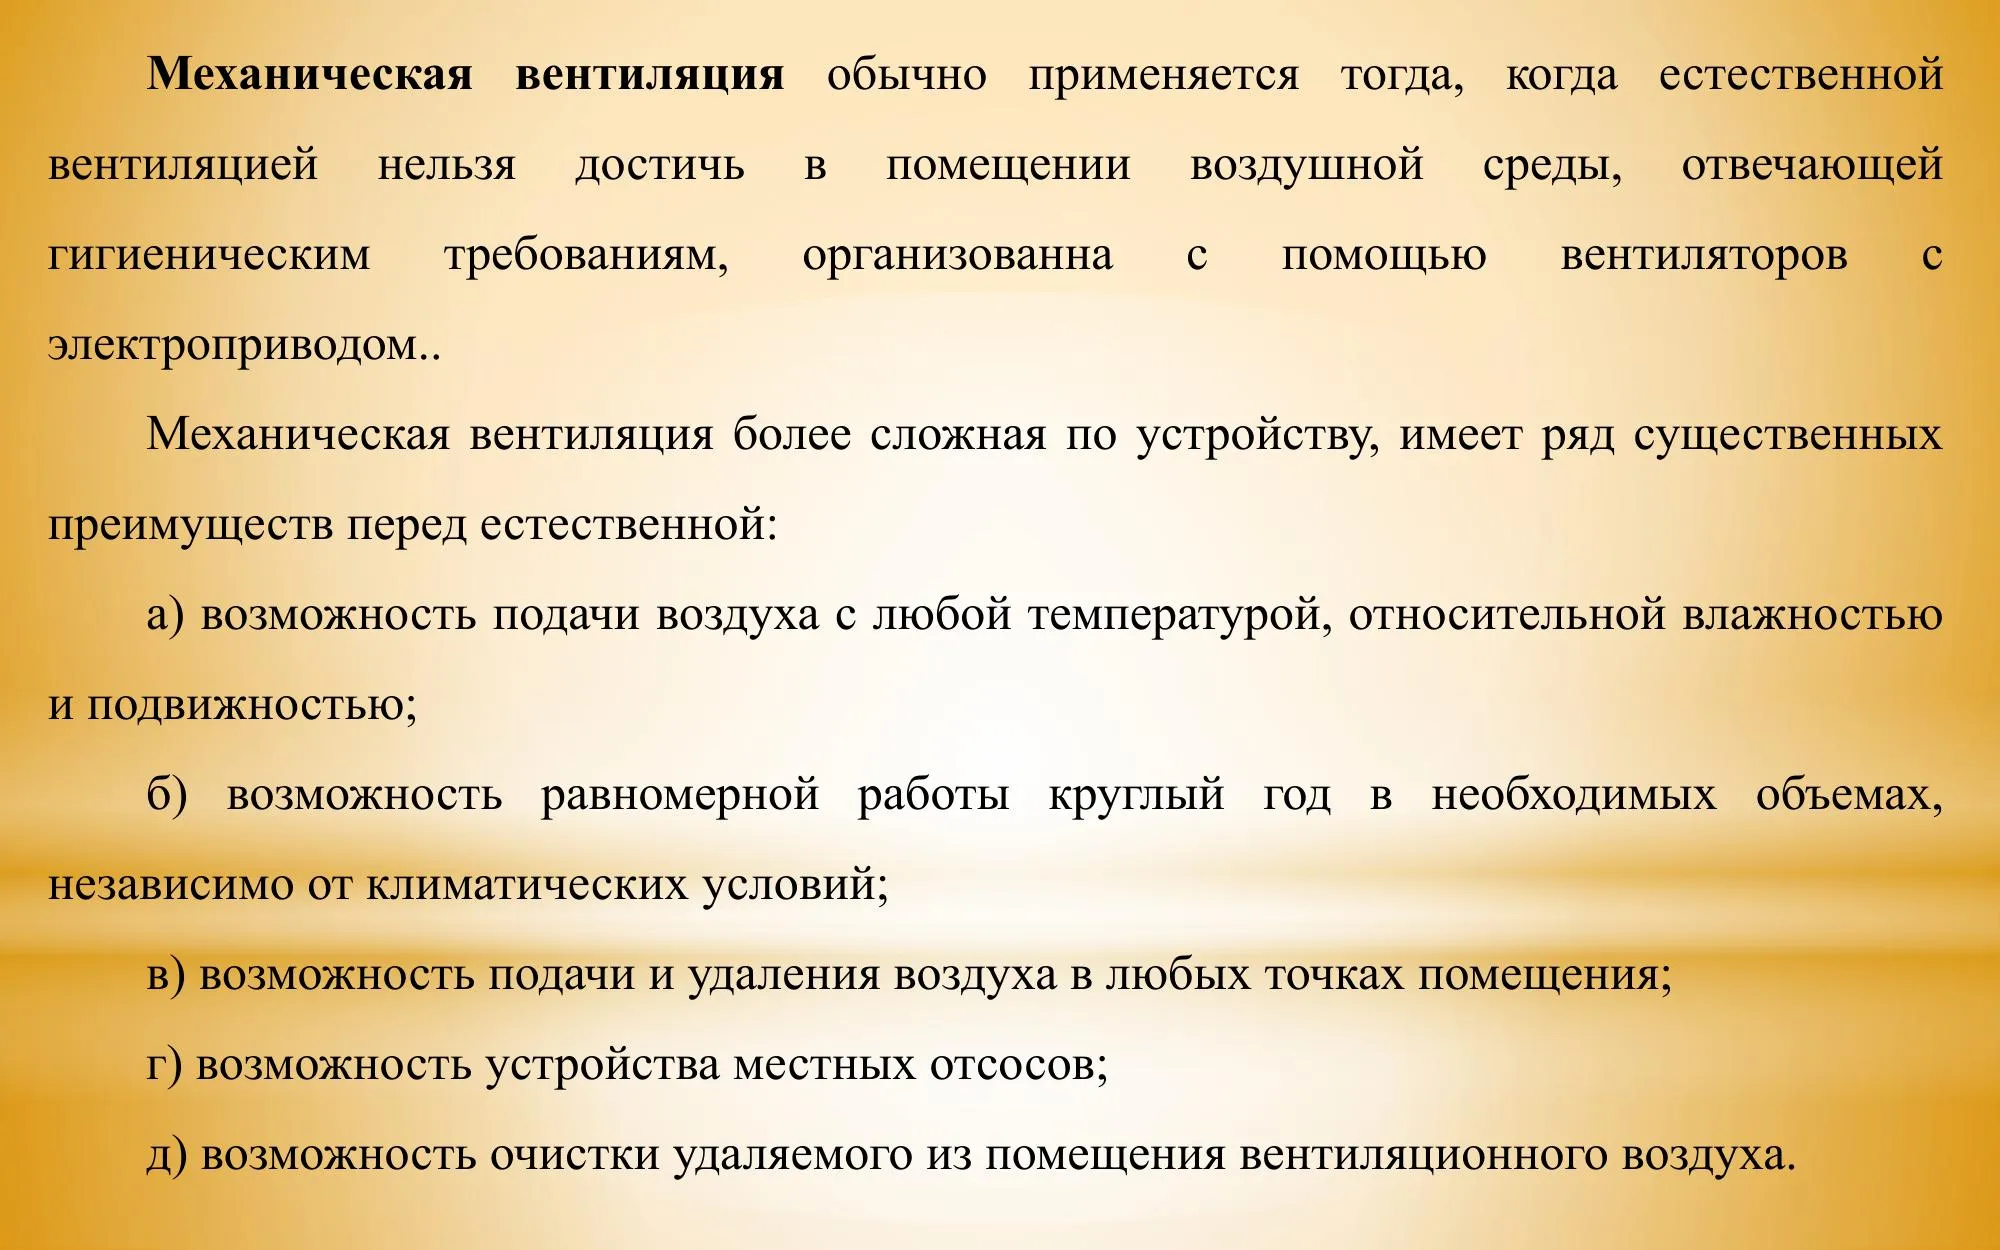 Механическая вентиляция обычно применяется тогда, когда естественной
вентиляцией нельзя достичь в помещении воздушной среды, отвечающей
гигиеническим требованиям, организованна с помощью вентиляторов с
электроприводом..
Механическая вентиляция более сложная по устройству, имеет ряд существенных
преимуществ перед естественной:
а) возможность подачи воздуха с любой температурой, относительной влажностью
и подвижностью;
б) возможность равномерной работы круглый год в необходимых объемах,
независимо от климатических условий;
в) возможность подачи и удаления воздуха в любых точках помещения;
г) возможность устройства местных отсосов;
д) возможность очистки удаляемого из помещения вентиляционного воздуха.